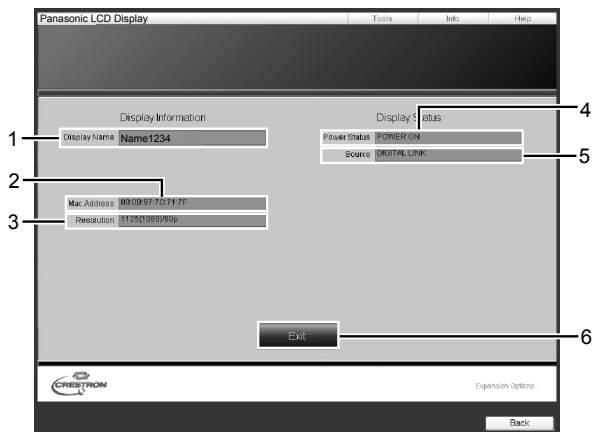 Panasonic LCD Display
Tools Info Help
Display Information
Display Status
1 Display Name Name1234
Power Status POWER ON 4
Source DIGITAL LINK 5
2
Mac Address 00:0B:97:7C:71:7F
3 Resolution 1125(1080)/60p
Exit 6
CRESTRON
Expansion Options
Back